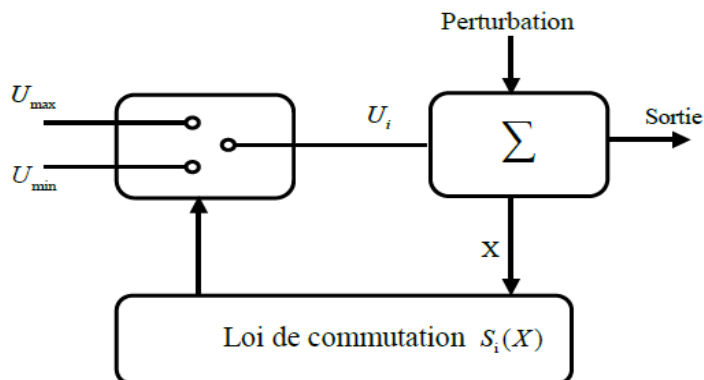 Perturbation
U_max
U_i
Sortie
∑
U_min
X
Loi de commutation S_i(X)